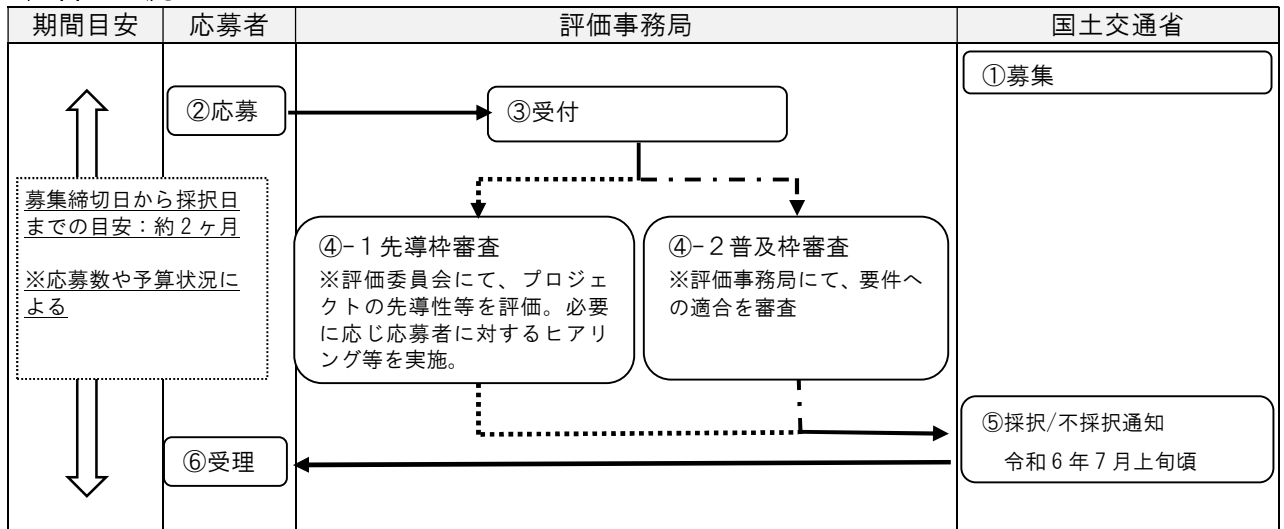 期間目安
応募者
評価事務局
国土交通省
①募集
②応募
③受付
募集締切日から採択日
までの目安：約２ヶ月
※応募数や予算状況に
よる
④-１先導枠審査
※評価委員会にて、プロジェ
クトの先導性等を評価。必要
に応じ応募者に対するヒアリ
ング等を実施。
④-２普及枠審査
※評価事務局にて、要件へ
の適合を審査
⑤採択/不採択通知
令和６年７月上旬頃
⑥受理